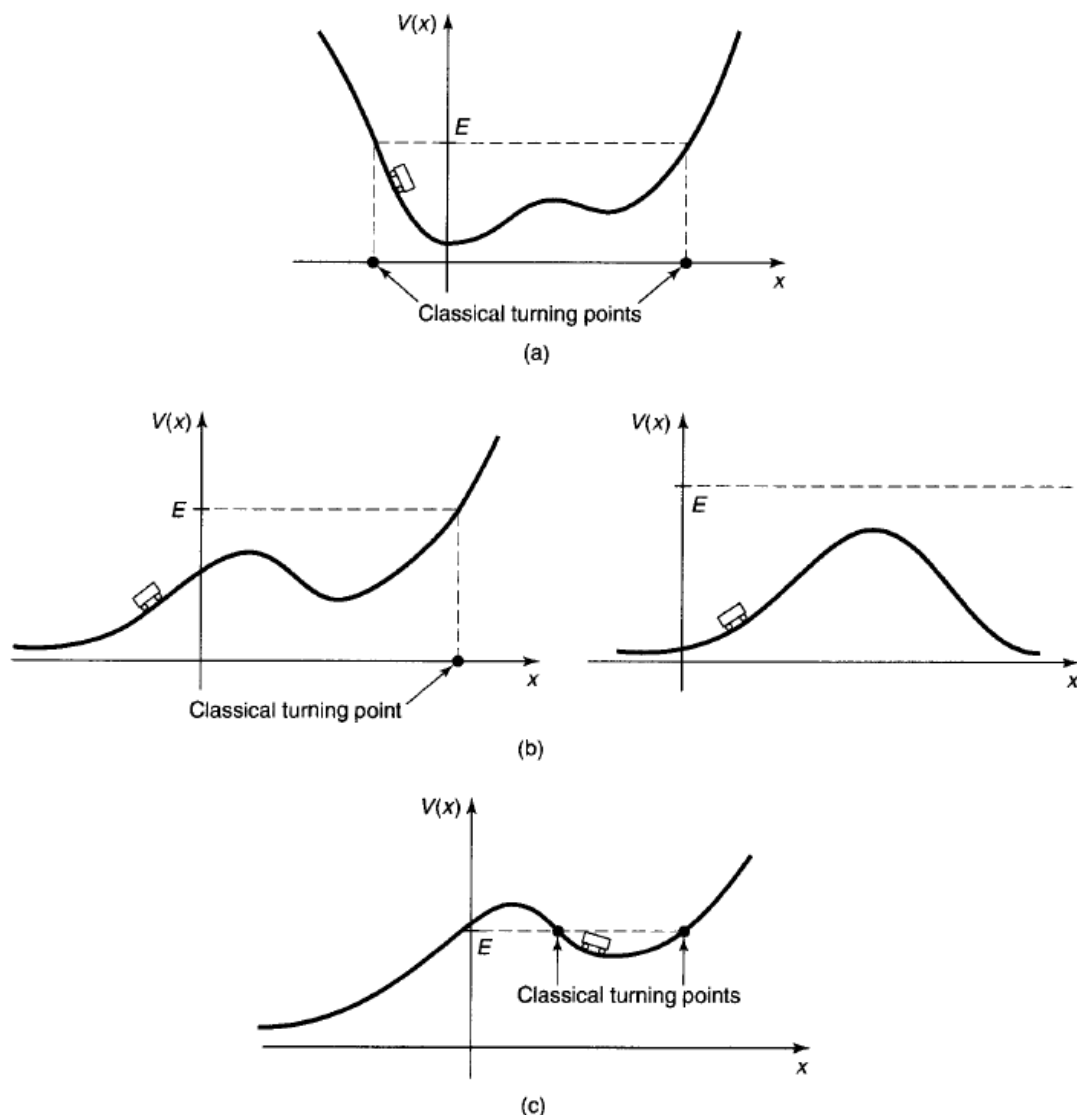 V(x)
E
x
Classical turning points
(a)
V(x)
E
x
Classical turning point
V(x)
E
x
(b)
V(x)
E
x
Classical turning points
(c)